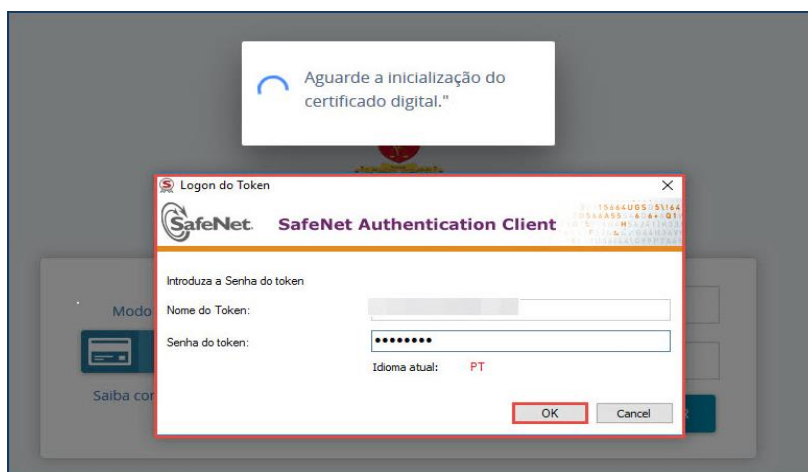 Aguarde a inicialização do
certificado digital."
Logon do Token
SafeNet.
SafeNet Authentication Client
Introduza a Senha do token
Nome do Token:
Senha do token:
••••••••
Idioma atual: PT
OK
Cancel
Modo
Saiba con
R